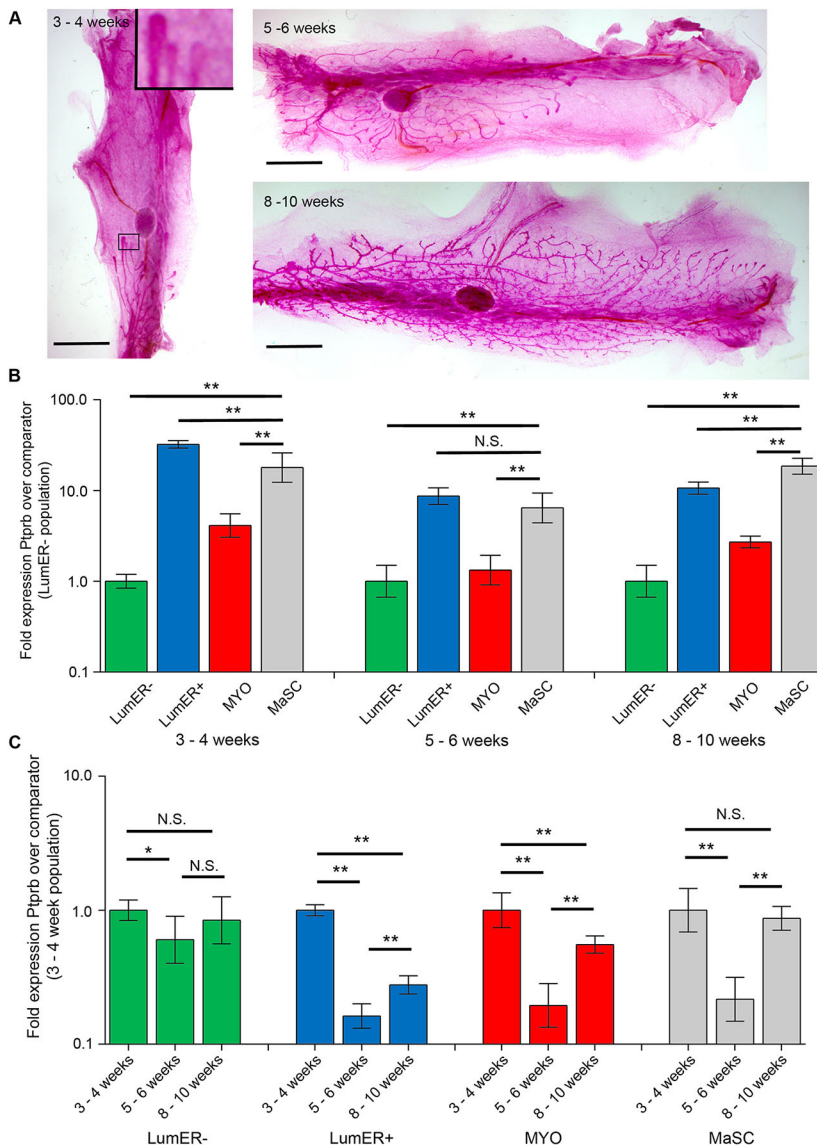 A
3 - 4 weeks
5 -6 weeks
8 -10 weeks
B
Fold expression Ptprb over comparator
(LumER- population)
100.0
10.0
1.0
0.1
**
**
**
**
N.S.
**
**
**
**
LumER-
LumER+
MYO
MaSC
LumER-
LumER+
MYO
MaSC
LumER-
LumER+
MYO
MaSC
3 - 4 weeks
5 - 6 weeks
8 - 10 weeks
C
Fold expression Ptprb over comparator
(3 - 4 week population)
10.0
1.0
0.1
N.S.
*
N.S.
**
**
**
**
**
**
N.S.
**
**
3 - 4 weeks
5 - 6 weeks
8 - 10 weeks
3 - 4 weeks
5 - 6 weeks
8 - 10 weeks
3 - 4 weeks
5 - 6 weeks
8 - 10 weeks
3 - 4 weeks
5 - 6 weeks
8 - 10 weeks
LumER-
LumER+
MYO
MaSC